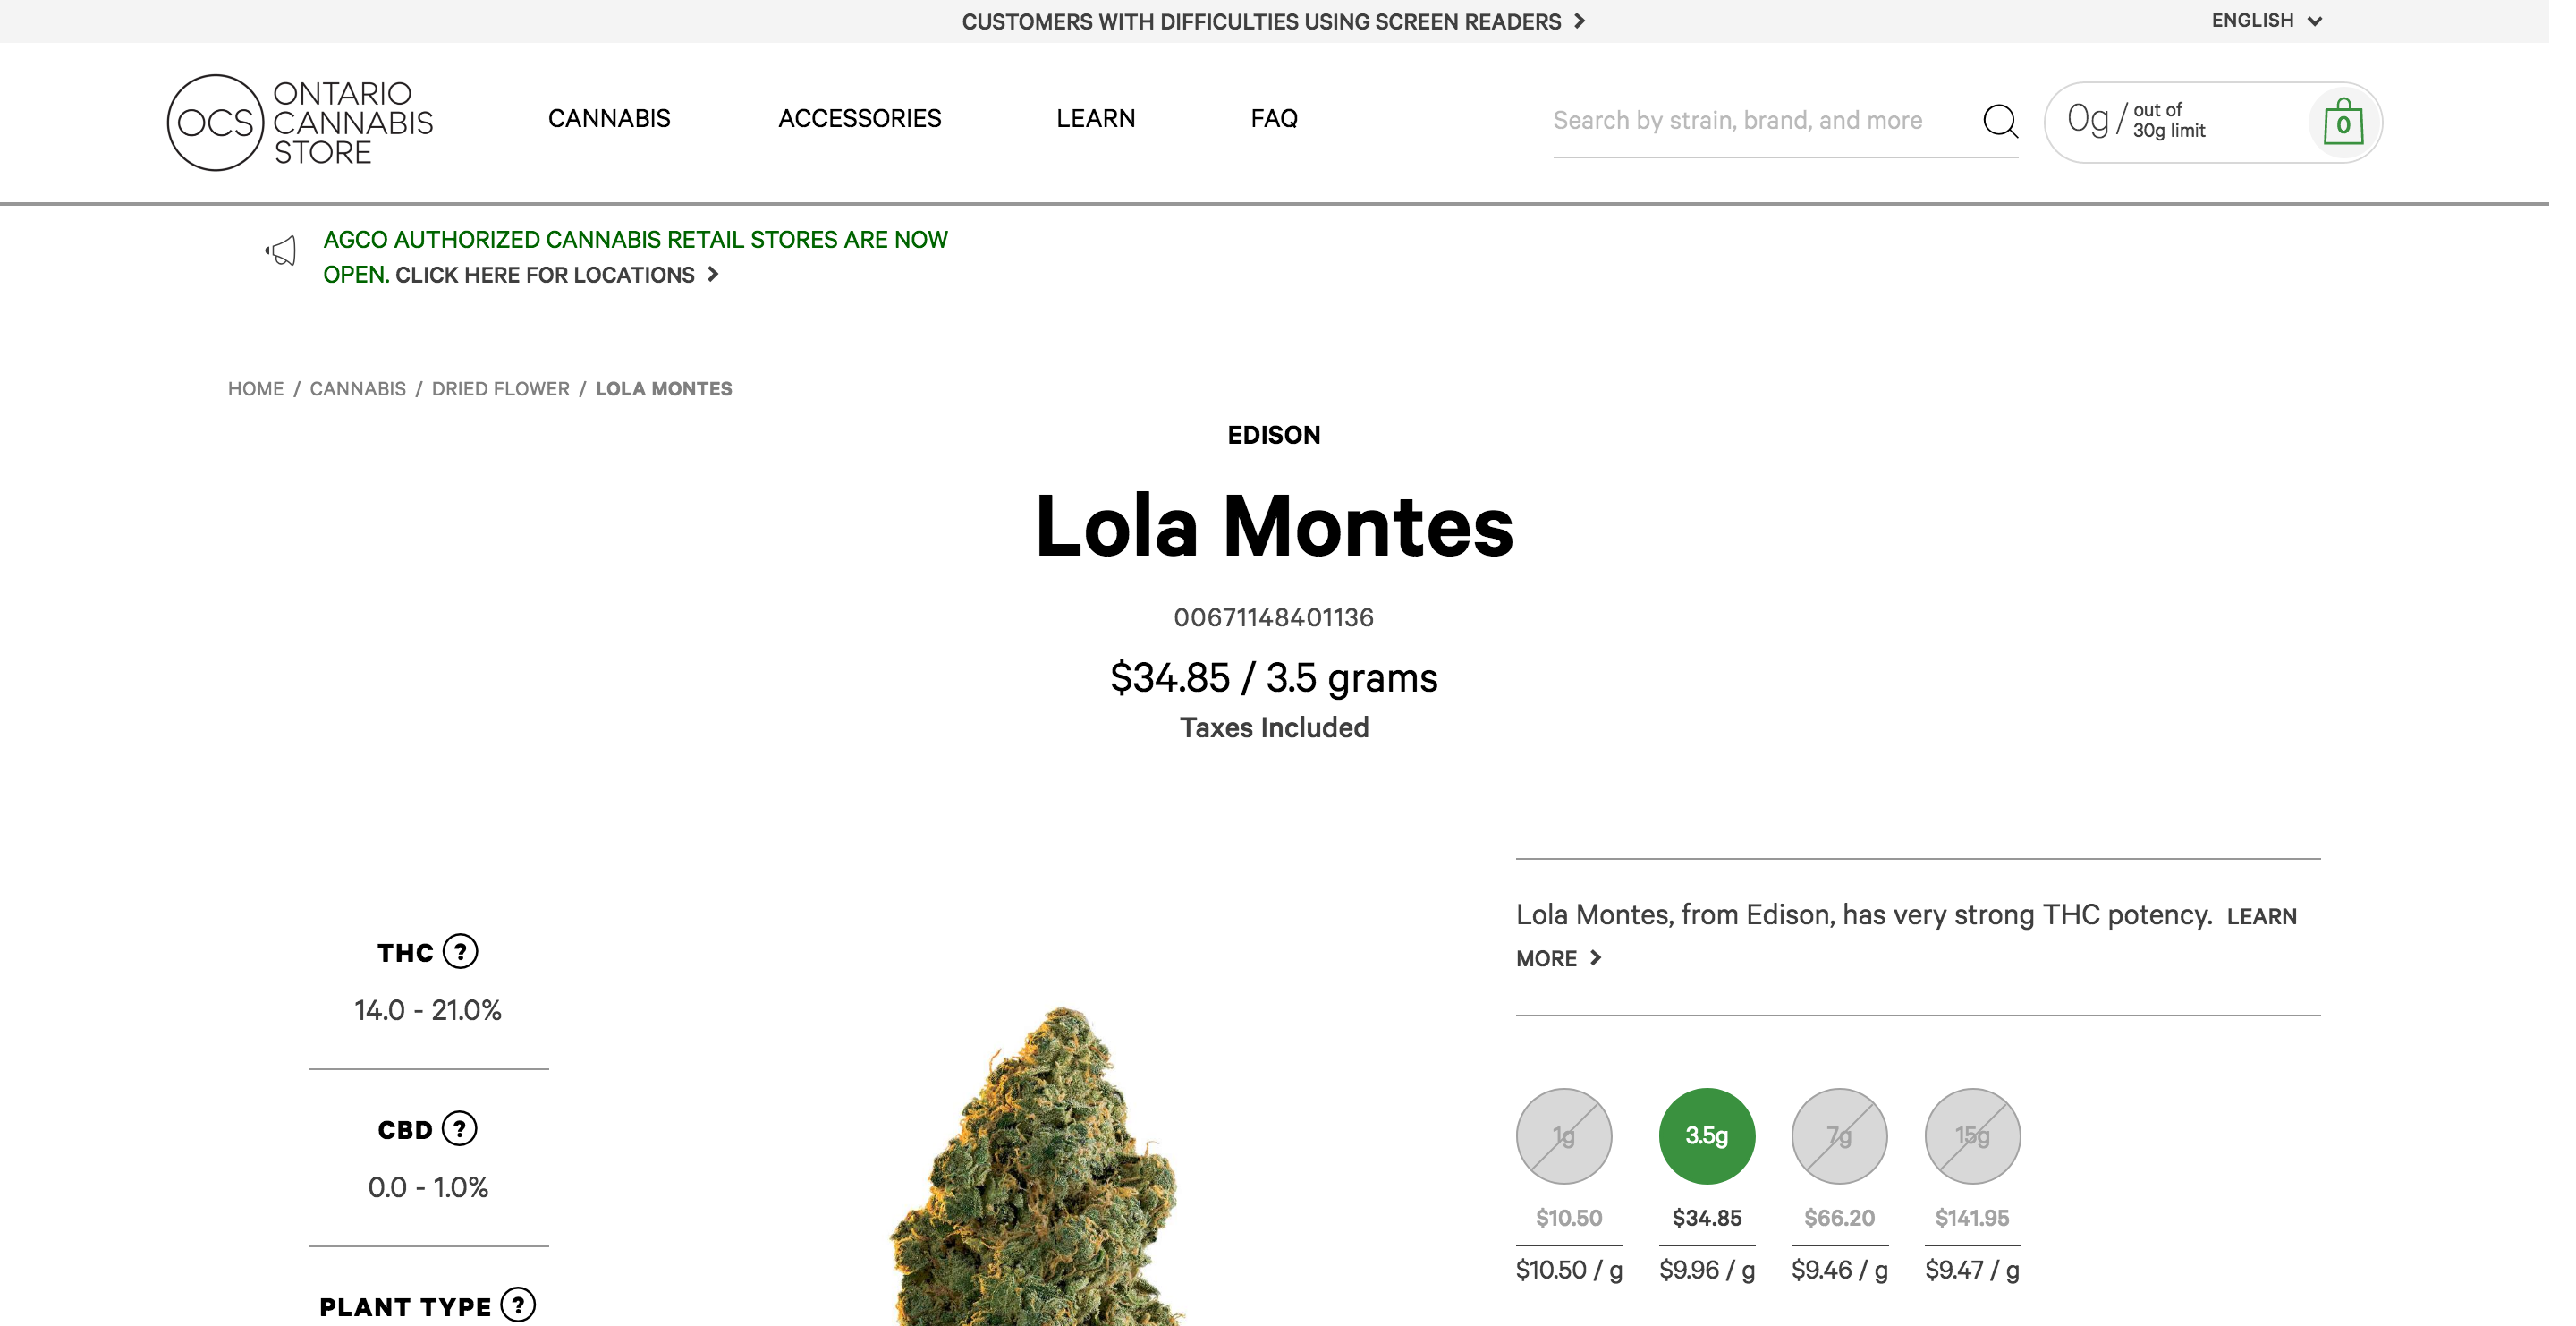 CUSTOMERS WITH DIFFICULTIES USING SCREEN READERS
ENGLISH
OCS
ONTARIO
CANNABIS
STORE
CANNABIS
ACCESSORIES
LEARN
FAQ
Search by strain, brand, and more
0g / out of
30g limit
0
AGCO AUTHORIZED CANNABIS RETAIL STORES ARE NOW
OPEN. CLICK HERE FOR LOCATIONS
HOME / CANNABIS / DRIED FLOWER / LOLA MONTES
EDISON
Lola Montes
00671148401136
$34.85 / 3.5 grams
Taxes Included
THC ?
14.0 - 21.0%
CBD ?
0.0 - 1.0%
PLANT TYPE ?
Lola Montes, from Edison, has very strong THC potency. LEARN
MORE
1g 3.5g 7g 15g
$10.50 $34.85 $66.20 $141.95
$10.50 / g $9.96 / g $9.46 / g $9.47 / g